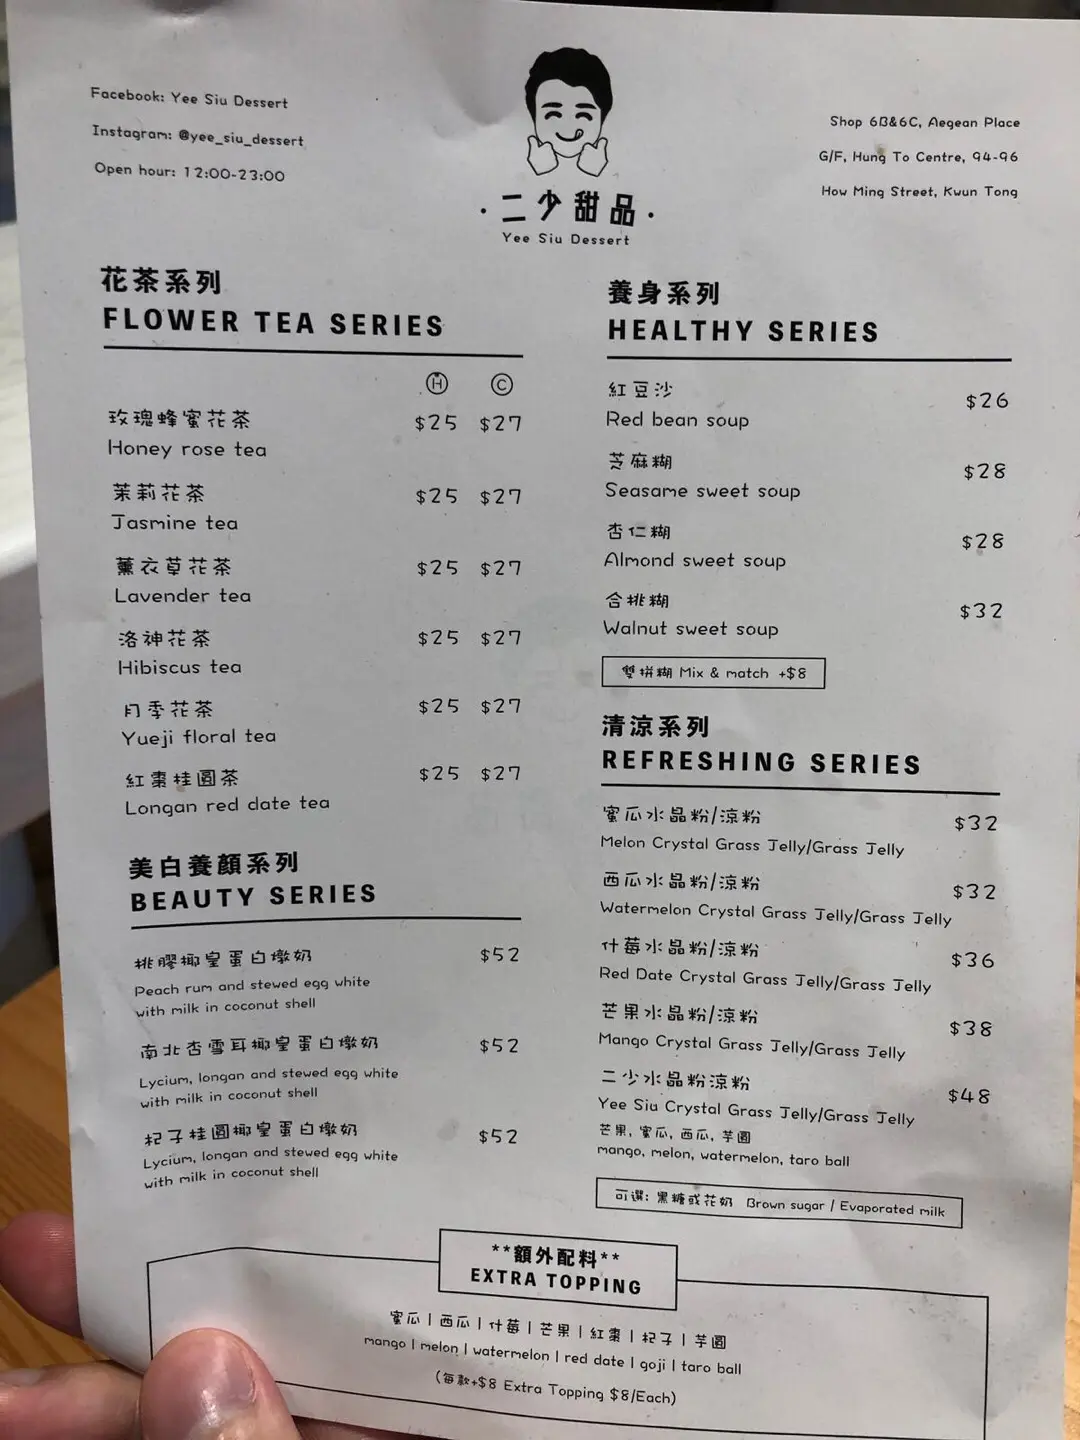 Facebook: Yee Siu Dessert
Instagram: @yee_siu_dessert
Open hour: 12:00-23:00
·二少甜品·
Yee Siu Dessert
Shop 6B&6C, Aegean Place
G/F, Hung To Centre, 94-96
How Ming Street, Kwun Tong
花茶系列
FLOWER TEA SERIES
H C
玫瑰蜂蜜花茶 $25 $27
Honey rose tea
茉莉花茶 $25 $27
Jasmine tea
薰衣草花茶 $25 $27
Lavender tea
洛神花茶 $25 $27
Hibiscus tea
月季花茶 $25 $27
Yueji floral tea
紅棗桂圓茶 $25 $27
Longan red date tea
美白養顏系列
BEAUTY SERIES
桃膠椰皇蛋白燉奶 $52
Peach rum and stewed egg white
with milk in coconut shell
南北杏雪耳椰皇蛋白燉奶 $52
Lycium, longan and stewed egg white
with milk in coconut shell
杞子桂圓椰皇蛋白燉奶 $52
Lycium, longan and stewed egg white
with milk in coconut shell
養身系列
HEALTHY SERIES
紅豆沙 $26
Red bean soup
芝麻糊 $28
Seasame sweet soup
杏仁糊 $28
Almond sweet soup
合桃糊 $32
Walnut sweet soup
雙拼糊 Mix & match +$8
清涼系列
REFRESHING SERIES
蜜瓜水晶粉/涼粉 $32
Melon Crystal Grass Jelly/Grass Jelly
西瓜水晶粉/涼粉 $32
Watermelon Crystal Grass Jelly/Grass Jelly
什莓水晶粉/涼粉 $36
Red Date Crystal Grass Jelly/Grass Jelly
芒果水晶粉/涼粉 $38
Mango Crystal Grass Jelly/Grass Jelly
二少水晶粉涼粉 $48
Yee Siu Crystal Grass Jelly/Grass Jelly
芒果, 蜜瓜, 西瓜, 芋圓
mango, melon, watermelon, taro ball
可選: 黑糖或花奶 Brown sugar / Evaporated milk
**額外配料**
EXTRA TOPPING
蜜瓜 | 西瓜 | 什莓 | 芒果 | 紅棗 | 杞子 | 芋圓
mango | melon | watermelon | red date | goji | taro ball
(每款+$8 Extra Topping $8/Each)